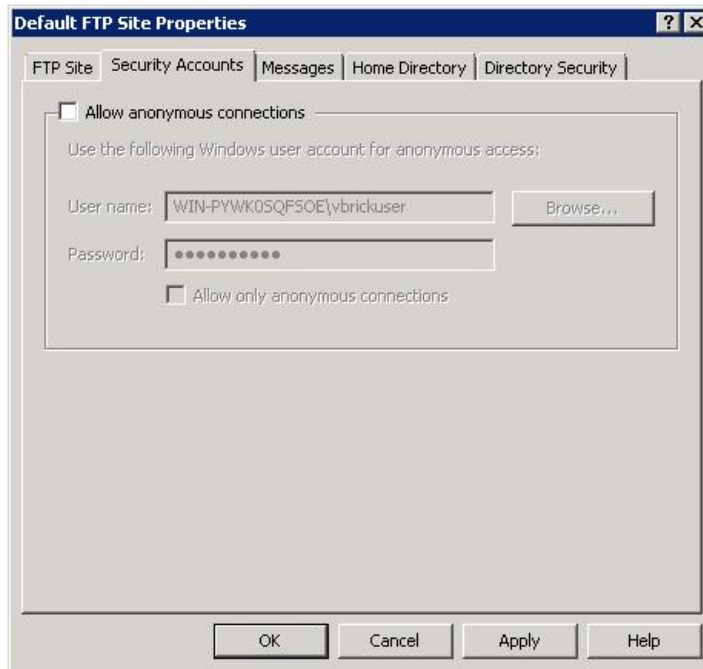 Default FTP Site Properties
FTP Site Security Accounts Messages Home Directory Directory Security
Allow anonymous connections
Use the following Windows user account for anonymous access:
User name: WIN-PYWK0SQFSOE\vbrickuser Browse...
Password: ●●●●●●●●●●
Allow only anonymous connections
OK Cancel Apply Help